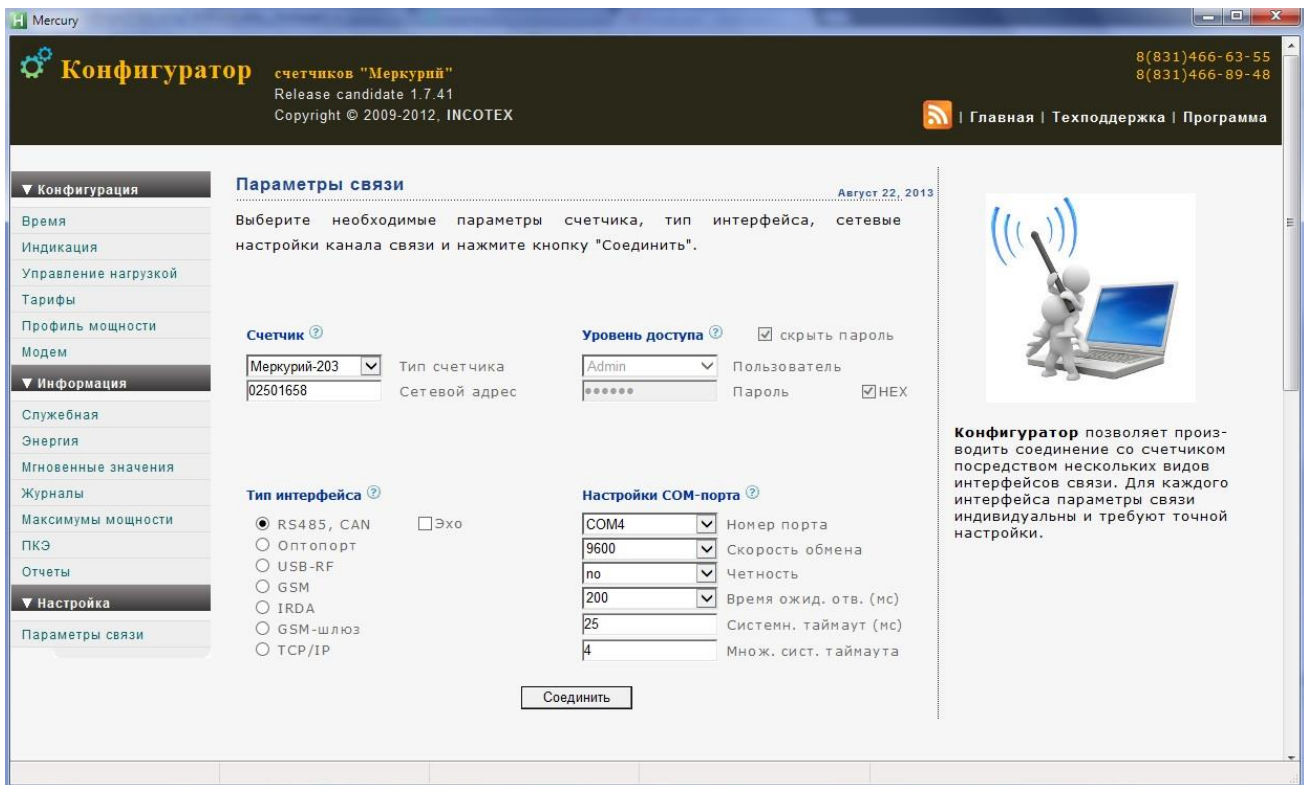 Mercury
Конфигуратор
счетчиков "Меркурий"
Release candidate 1.7.41
Copyright © 2009-2012, INCOTEX
8(831)466-63-55
8(831)466-89-48
| Главная | Техподдержка | Программа
▼ Конфигурация
Время
Индикация
Управление нагрузкой
Тарифы
Профиль мощности
Модем
▼ Информация
Служебная
Энергия
Мгновенные значения
Журналы
Максимумы мощности
ПКЭ
Отчеты
▼ Настройка
Параметры связи
Параметры связи
Август 22, 2013
Выберите необходимые параметры счетчика, тип интерфейса, сетевые
настройки канала связи и нажмите кнопку "Соединить".
Счетчик ?
Меркурий-203 Тип счетчика
02501658 Сетевой адрес
Уровень доступа ? скрыть пароль
Admin Пользователь
•••••• Пароль HEX
Тип интерфейса ?
RS485, CAN Эхо
Оптопорт
USB-RF
GSM
IRDA
GSM-шлюз
TCP/IP
Настройки COM-порта ?
COM4 Номер порта
9600 Скорость обмена
no Четность
200 Время ожид. отв. (мс)
25 Системн. таймаут (мс)
4 Множ. сист. таймаута
Соединить
Конфигуратор позволяет произ-
водить соединение со счетчиком
посредством нескольких видов
интерфейсов связи. Для каждого
интерфейса параметры связи
индивидуальны и требуют точной
настройки.